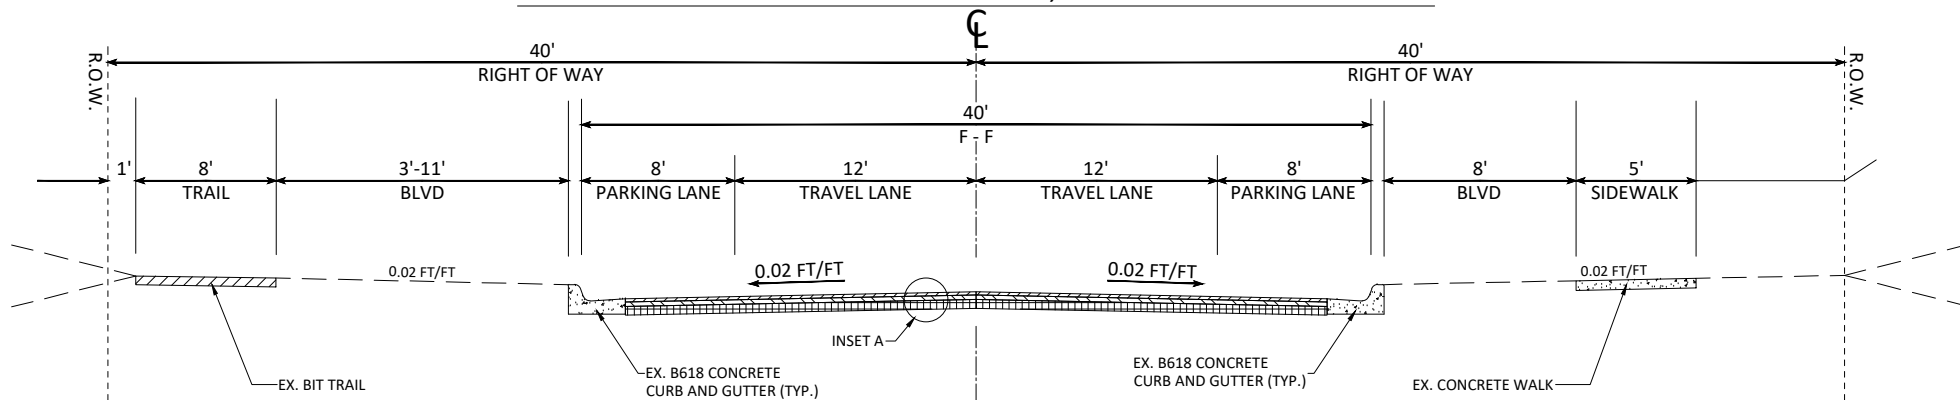 ℄
40'
40'
R.O.W.
RIGHT OF WAY
RIGHT OF WAY
R.O.W.
40'
F - F
1'
8'
3'-11'
8'
12'
12'
8'
8'
5'
TRAIL
BLVD
PARKING LANE
TRAVEL LANE
TRAVEL LANE
PARKING LANE
BLVD
SIDEWALK
0.02 FT/FT
0.02 FT/FT
0.02 FT/FT
0.02 FT/FT
INSET A
EX. BIT TRAIL
EX. B618 CONCRETE
CURB AND GUTTER (TYP.)
EX. B618 CONCRETE
CURB AND GUTTER (TYP.)
EX. CONCRETE WALK